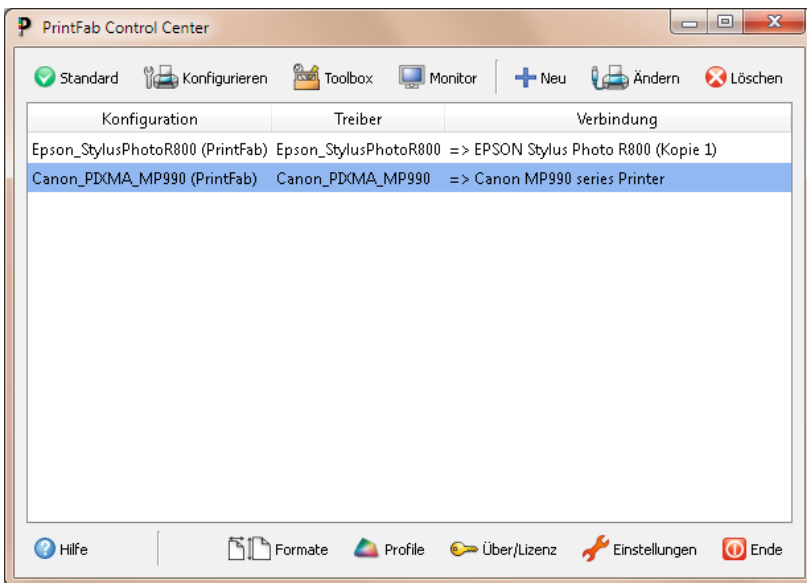 PrintFab Control Center
Standard Konfigurieren Toolbox Monitor Neu Ändern Löschen
Konfiguration Treiber Verbindung
Epson_StylusPhotoR800 (PrintFab) Epson_StylusPhotoR800 => EPSON Stylus Photo R800 (Kopie 1)
Canon_PIXMA_MP990 (PrintFab) Canon_PIXMA_MP990 => Canon MP990 series Printer
Hilfe Formate Profile Über/Lizenz Einstellungen Ende